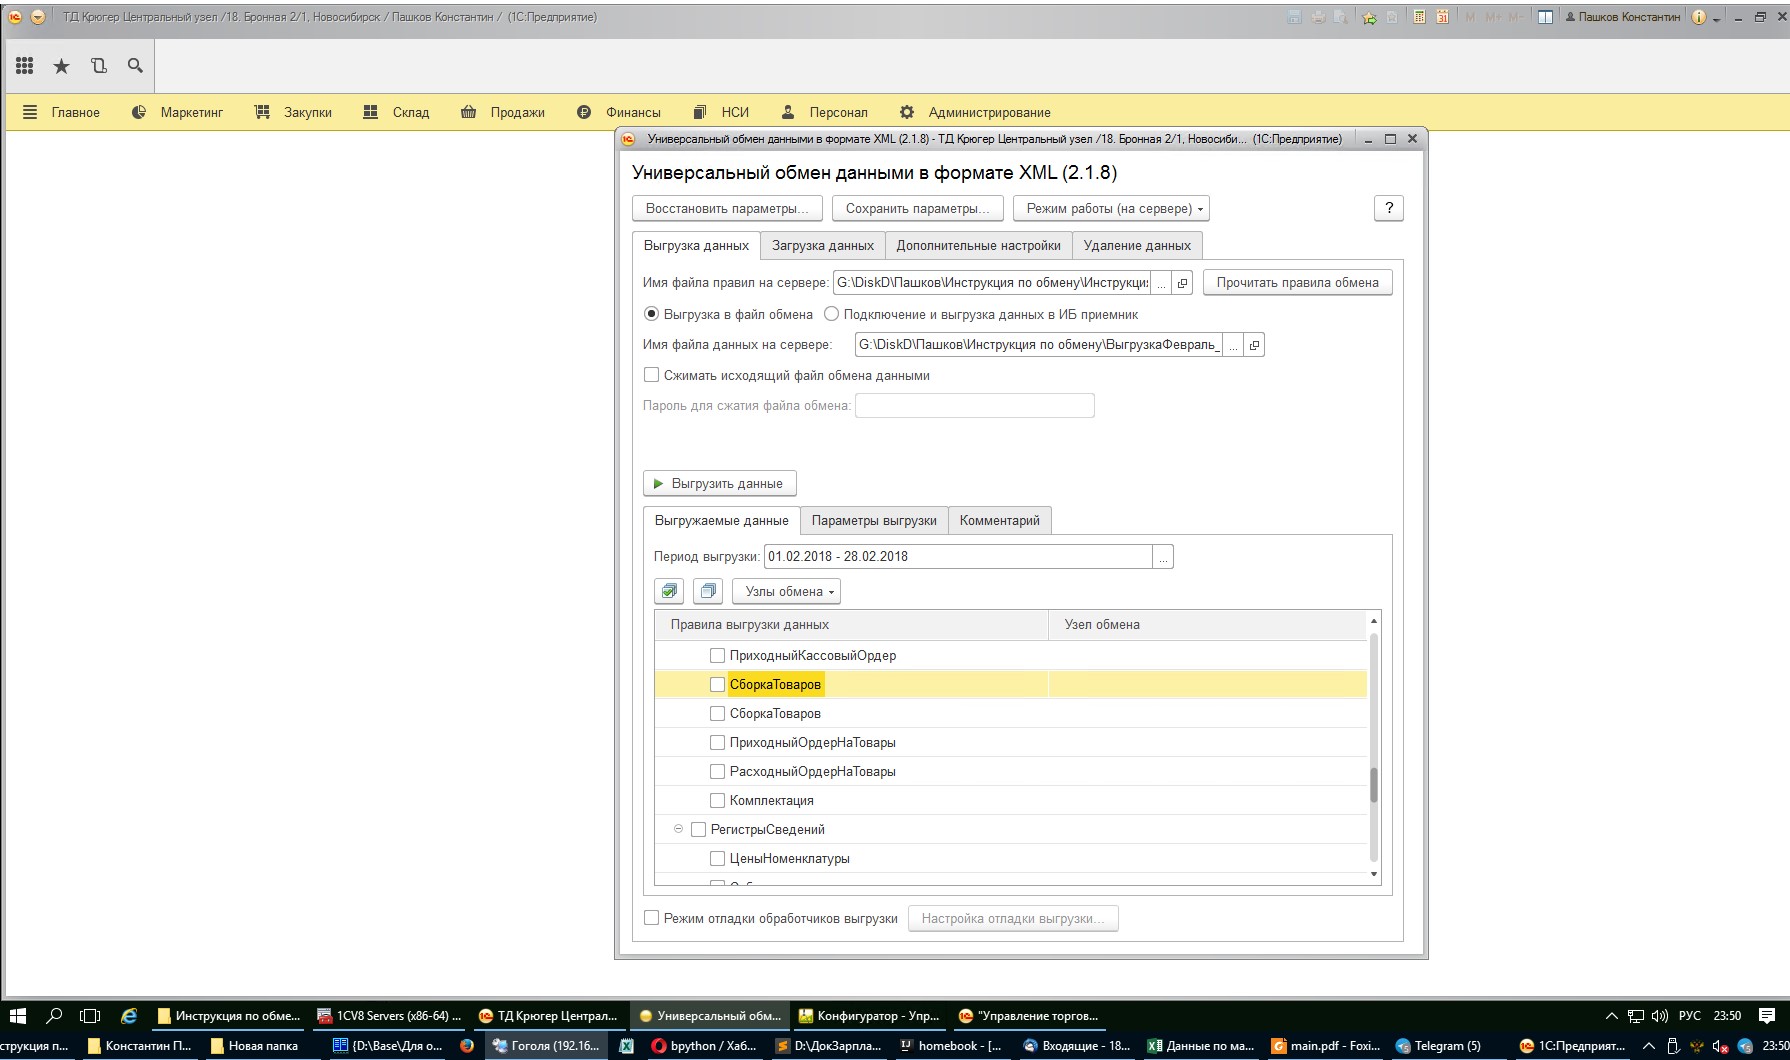 ТД Крюгер Центральный узел /18. Бронная 2/1, Новосибирск / Пашков Константин / (1С:Предприятие)
M M+ M-
Пашков Константин
Главное Маркетинг Закупки Склад Продажи Финансы НСИ Персонал Администрирование
Универсальный обмен данными в формате XML (2.1.8) - ТД Крюгер Центральный узел /18. Бронная 2/1, Новосиби... (1С:Предприятие)
Универсальный обмен данными в формате XML (2.1.8)
Восстановить параметры... Сохранить параметры... Режим работы (на сервере) ?
Выгрузка данных Загрузка данных Дополнительные настройки Удаление данных
Имя файла правил на сервере: G:\DiskD\Пашков\Инструкция по обмену\Инструкци ... Прочитать правила обмена
Выгрузка в файл обмена Подключение и выгрузка данных в ИБ приемник
Имя файла данных на сервере: G:\DiskD\Пашков\Инструкция по обмену\ВыгрузкаФевраль_ ...
Сжимать исходящий файл обмена данными
Пароль для сжатия файла обмена:
Выгрузить данные
Выгружаемые данные Параметры выгрузки Комментарий
Период выгрузки: 01.02.2018 - 28.02.2018 ...
Узлы обмена
Правила выгрузки данных Узел обмена
ПриходныйКассовыйОрдер
СборкаТоваров
СборкаТоваров
ПриходныйОрдерНаТовары
РасходныйОрдерНаТовары
Комплектация
РегистрыСведений
ЦеныНоменклатуры
Режим отладки обработчиков выгрузки Настройка отладки выгрузки...
Инструкция по обме... 1CV8 Servers (x86-64) ... ТД Крюгер Централ... Универсальный обм... Конфигуратор - Упр... "Управление торгов... РУС 23:50
струкция п... Константин П... Новая папка {D:\Base\Для о... Гоголя (192.16... bpython / Хаб... D:\ДокЗарпла... homebook - [... Входящие - 18... Данные по ма... main.pdf - Foxi... Telegram (5) 1С:Предприят... 23:50